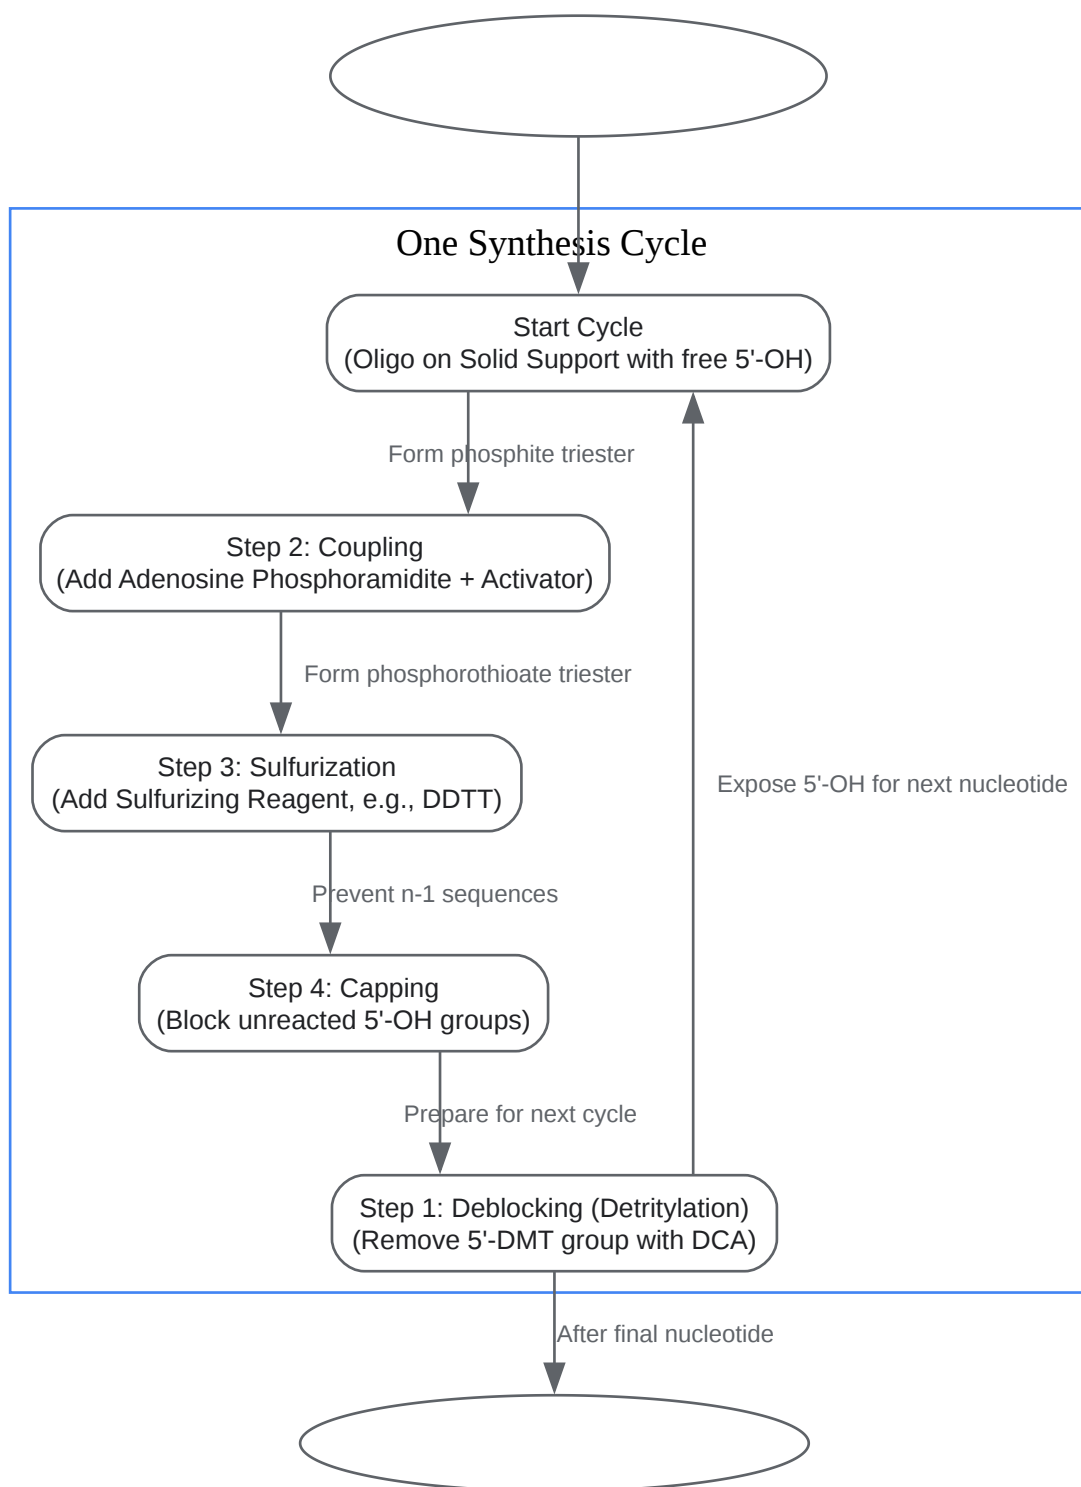 One Synthesis Cycle
Start Cycle
(Oligo on Solid Support with free 5'-OH)
Form phosphite triester
Step 2: Coupling
(Add Adenosine Phosphoramidite + Activator)
Form phosphorothioate triester
Step 3: Sulfurization
(Add Sulfurizing Reagent, e.g., DDTT)
Expose 5'-OH for next nucleotide
Prevent n-1 sequences
Step 4: Capping
(Block unreacted 5'-OH groups)
Prepare for next cycle
Step 1: Deblocking (Detritylation)
(Remove 5'-DMT group with DCA)
After final nucleotide